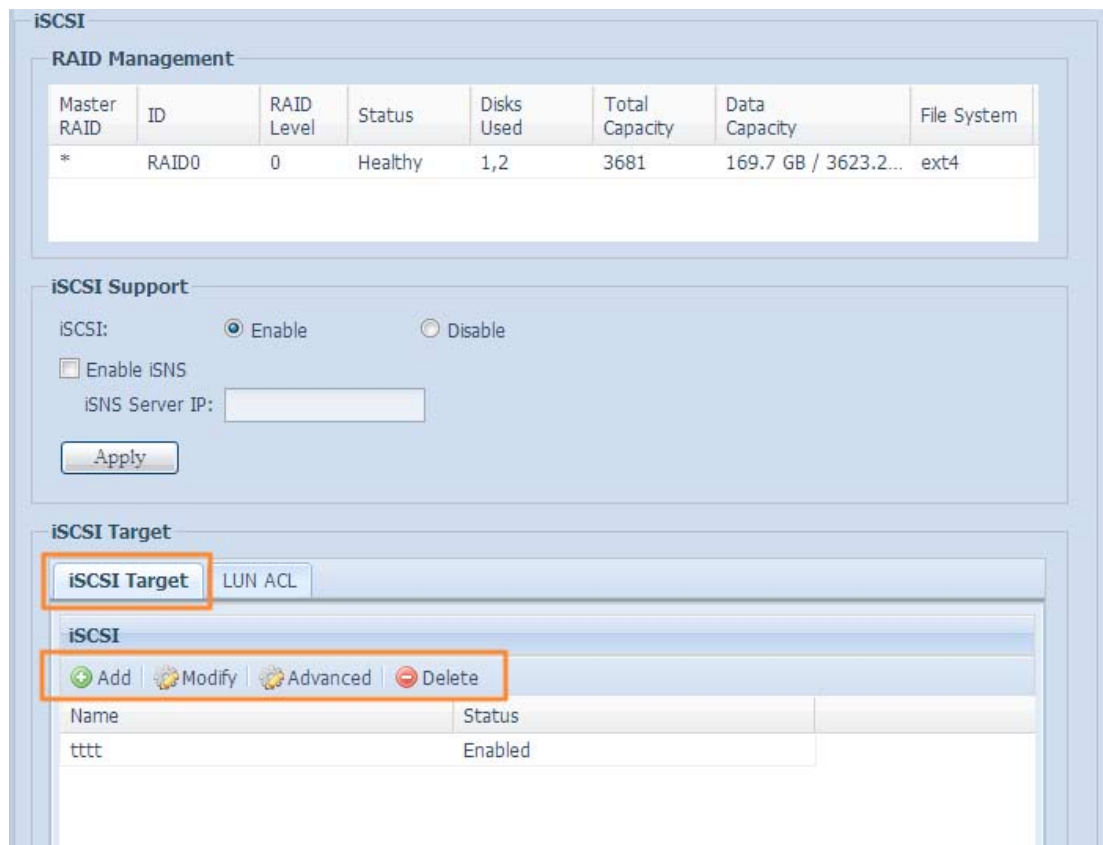 iSCSI
RAID Management
Master RAID ID RAID Level Status Disks Used Total Capacity Data Capacity File System
* RAID0 0 Healthy 1,2 3681 169.7 GB / 3623.2... ext4
iSCSI Support
iSCSI: Enable Disable
Enable iSNS
iSNS Server IP:
Apply
iSCSI Target
iSCSI Target LUN ACL
iSCSI
Add Modify Advanced Delete
Name Status
tttt Enabled